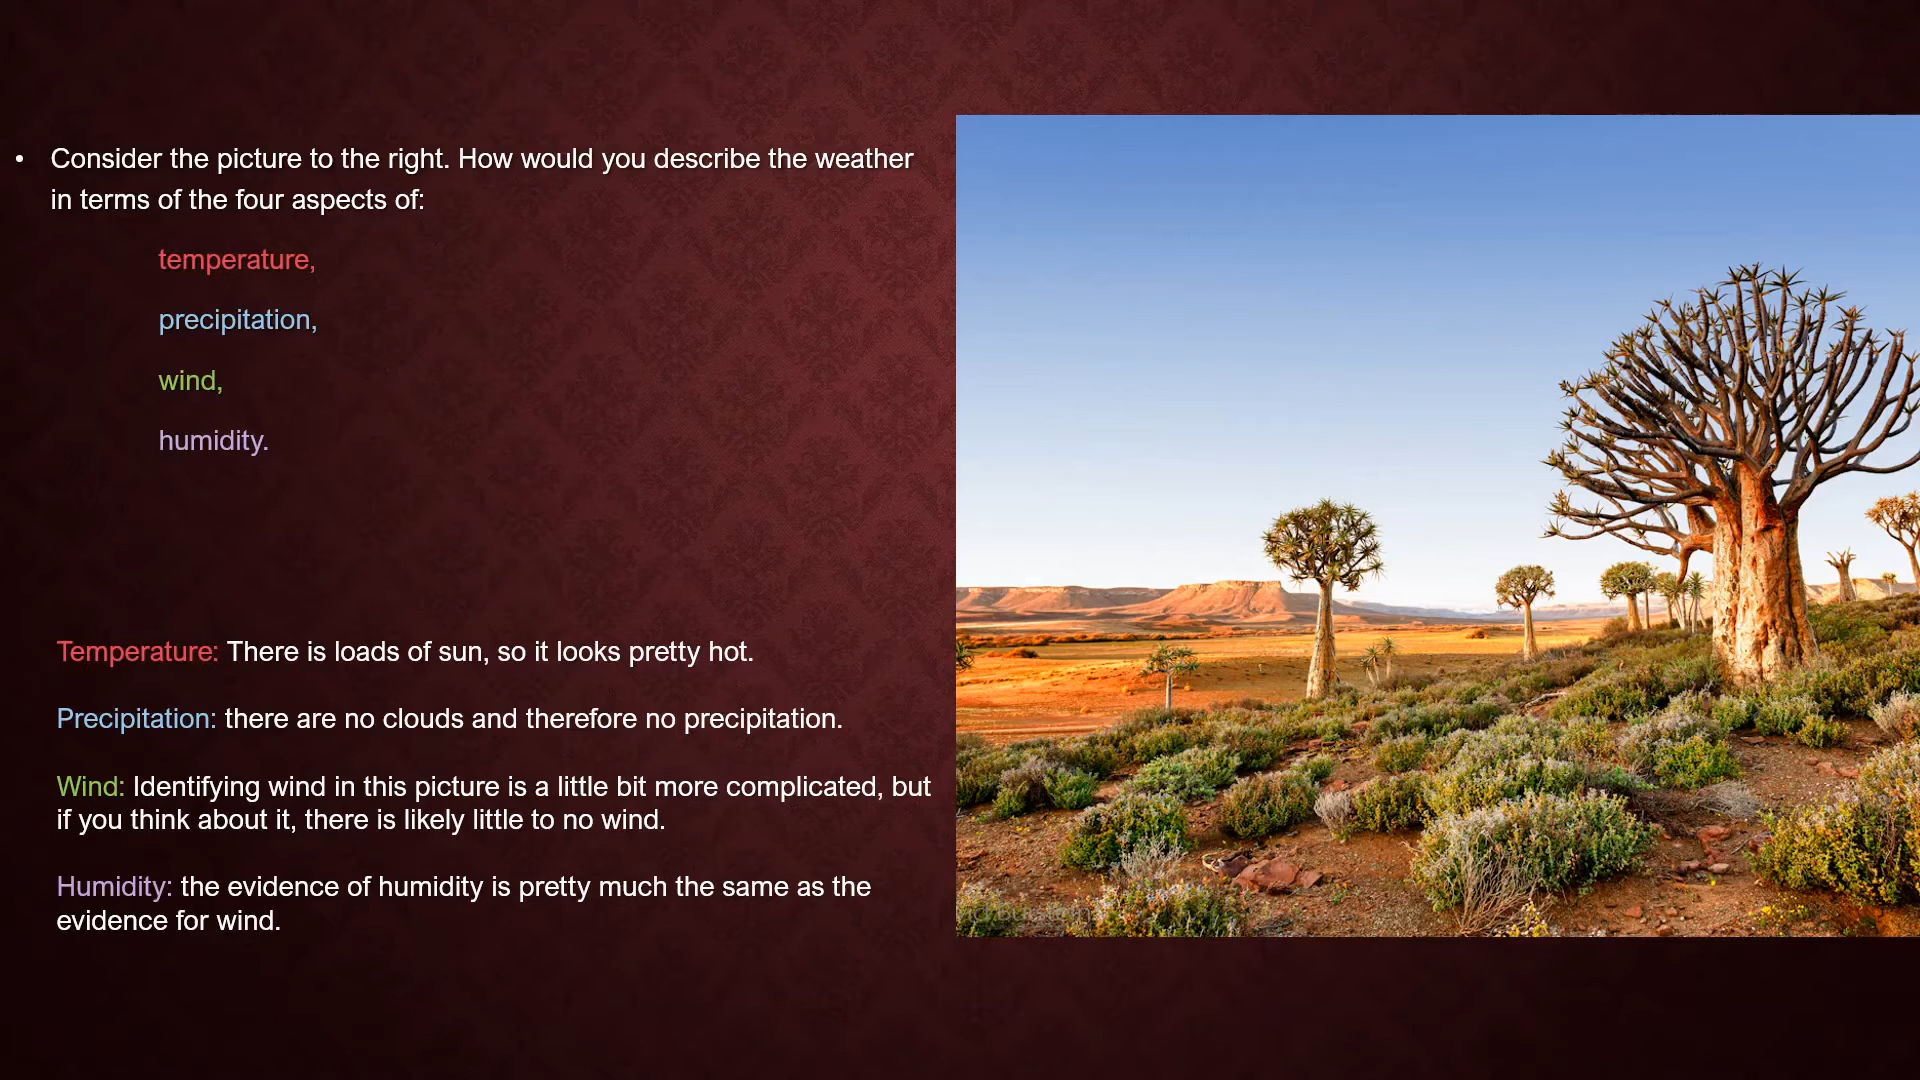 • Consider the picture to the right. How would you describe the weather
in terms of the four aspects of:
temperature,
precipitation,
wind,
humidity.
Temperature: There is loads of sun, so it looks pretty hot.
Precipitation: there are no clouds and therefore no precipitation.
Wind: Identifying wind in this picture is a little bit more complicated, but
if you think about it, there is likely little to no wind.
Humidity: the evidence of humidity is pretty much the same as the
evidence for wind.